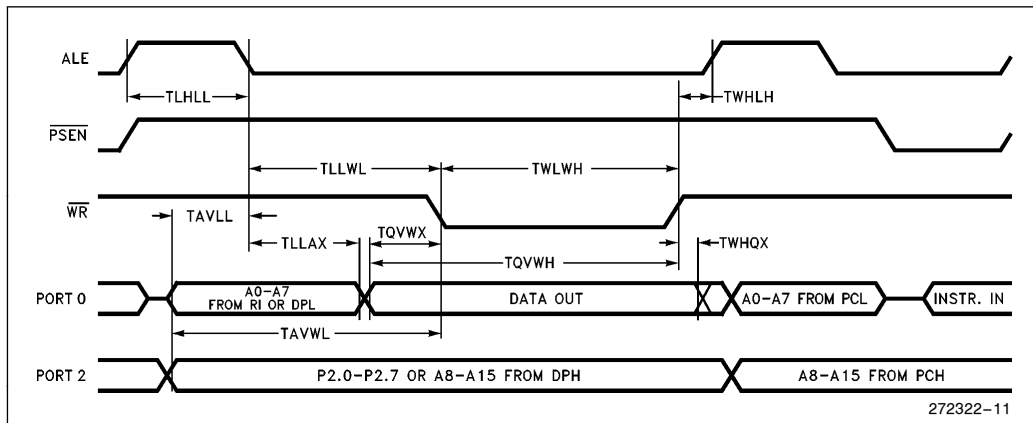 ALE
TLHLL
TWHLH
PSEN
TLLWL
TWLWH
WR
TAVLL
TQVWX
TLLAX
TWHQX
TQVWH
PORT 0
A0–A7
FROM RI OR DPL
DATA OUT
A0–A7 FROM PCL
INSTR. IN
TAVWL
PORT 2
P2.0–P2.7 OR A8–A15 FROM DPH
A8–A15 FROM PCH
272322–11